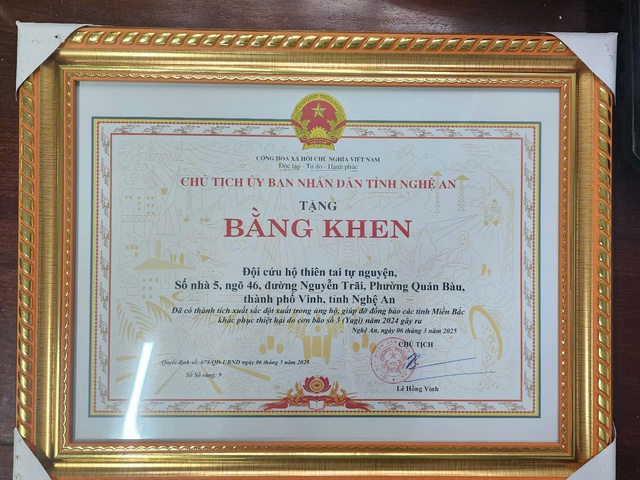 CỘNG HÒA XÃ HỘI CHỦ NGHĨA VIỆT NAM
Độc lập - Tự do - Hạnh phúc
CHỦ TỊCH ỦY BAN NHÂN DÂN TỈNH NGHỆ AN
TẶNG
BẰNG KHEN
Đội cứu hộ thiên tai tự nguyện,
Số nhà 5, ngõ 46, đường Nguyễn Trãi, Phường Quán Bàu,
thành phố Vinh, tỉnh Nghệ An
Đã có thành tích xuất sắc đột xuất trong ủng hộ, giúp đỡ đồng bào các tỉnh Miền Bắc
khắc phục thiệt hại do cơn bão số 3 (Yagi) năm 2024 gây ra
Nghệ An, ngày 06 tháng 3 năm 2025
CHỦ TỊCH
Quyết định số: 678/QĐ-UBND ngày 06 tháng 3 năm 2025
Số Sổ vàng: 9
Lê Hồng Vinh